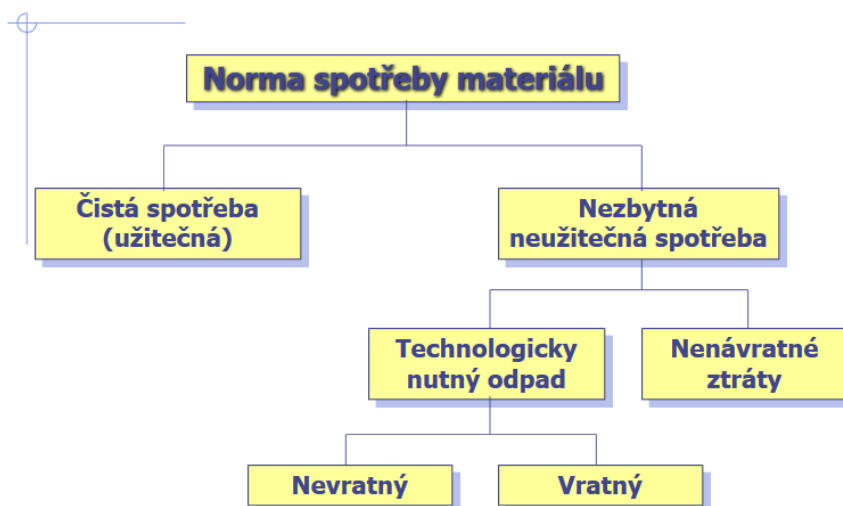 Norma spotřeby materiálu
Čistá spotřeba
(užitečná)
Nezbytná
neužitečná spotřeba
Technologicky
nutný odpad
Nenávratné
ztráty
Nevratný
Vratný